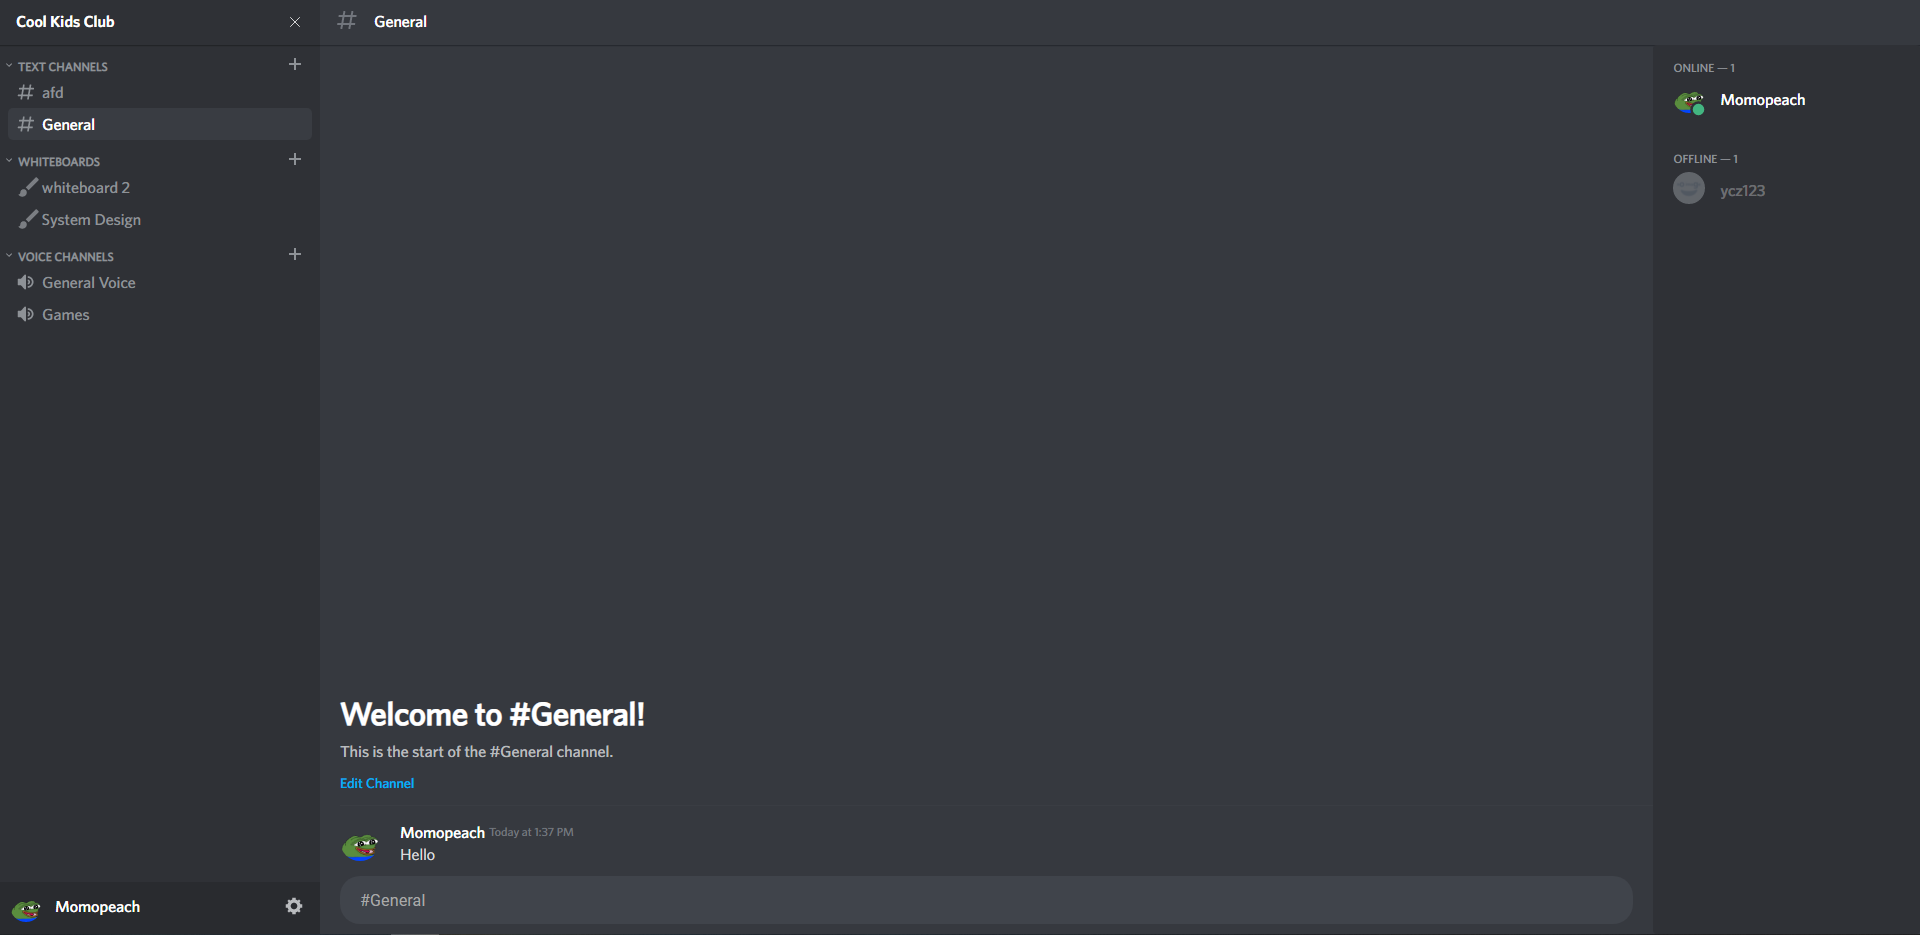 Cool Kids Club
TEXT CHANNELS
afd
General
WHITEBOARDS
whiteboard 2
System Design
VOICE CHANNELS
General Voice
Games
Momopeach
# General
Welcome to #General!
This is the start of the #General channel.
Edit Channel
Momopeach Today at 1:37 PM
Hello
#General
ONLINE — 1
Momopeach
OFFLINE — 1
ycz123